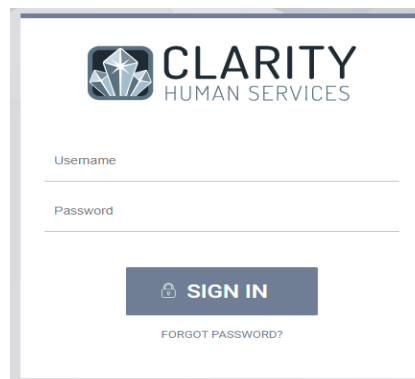 CLARITY
HUMAN SERVICES
Username
Password
SIGN IN
FORGOT PASSWORD?